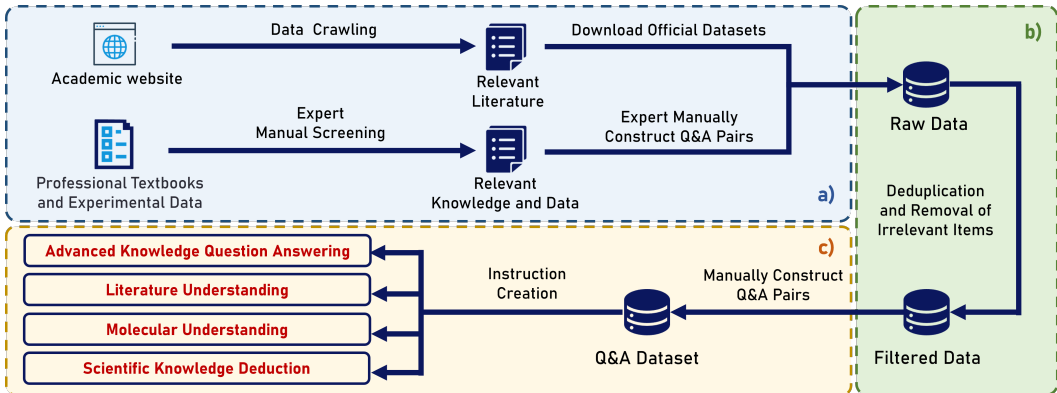 Data Crawling
Download Official Datasets
Academic website
Relevant
Literature
Expert
Manual Screening
Expert Manually
Construct Q&A Pairs
Professional Textbooks
and Experimental Data
Relevant
Knowledge and Data
a)
b)
Raw Data
Deduplication
and Removal of
Irrelevant Items
Filtered Data
c)
Manually Construct
Q&A Pairs
Q&A Dataset
Instruction
Creation
Advanced Knowledge Question Answering
Literature Understanding
Molecular Understanding
Scientific Knowledge Deduction